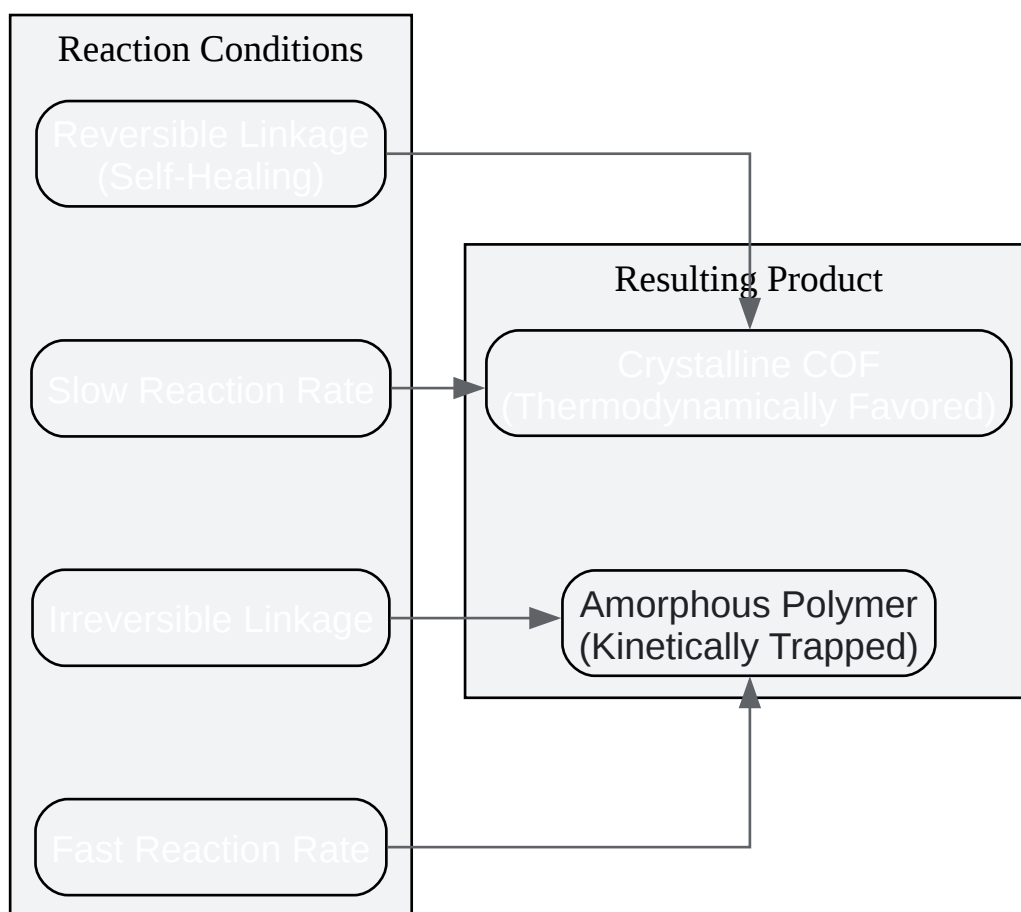 Reaction Conditions
Reversible Linkage
(Self-Healing)
Slow Reaction Rate
Irreversible Linkage
Fast Reaction Rate
Resulting Product
Crystalline COF
(Thermodynamically Favored)
Amorphous Polymer
(Kinetically Trapped)